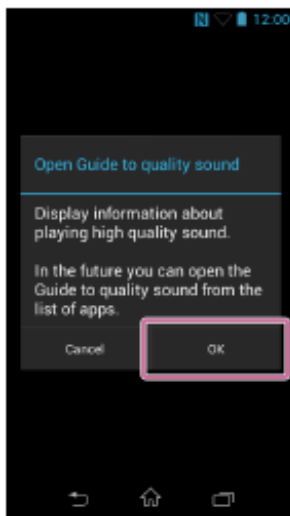 N 12:00
Open Guide to quality sound
Display information about
playing high quality sound.
In the future you can open the
Guide to quality sound from the
list of apps.
Cancel OK